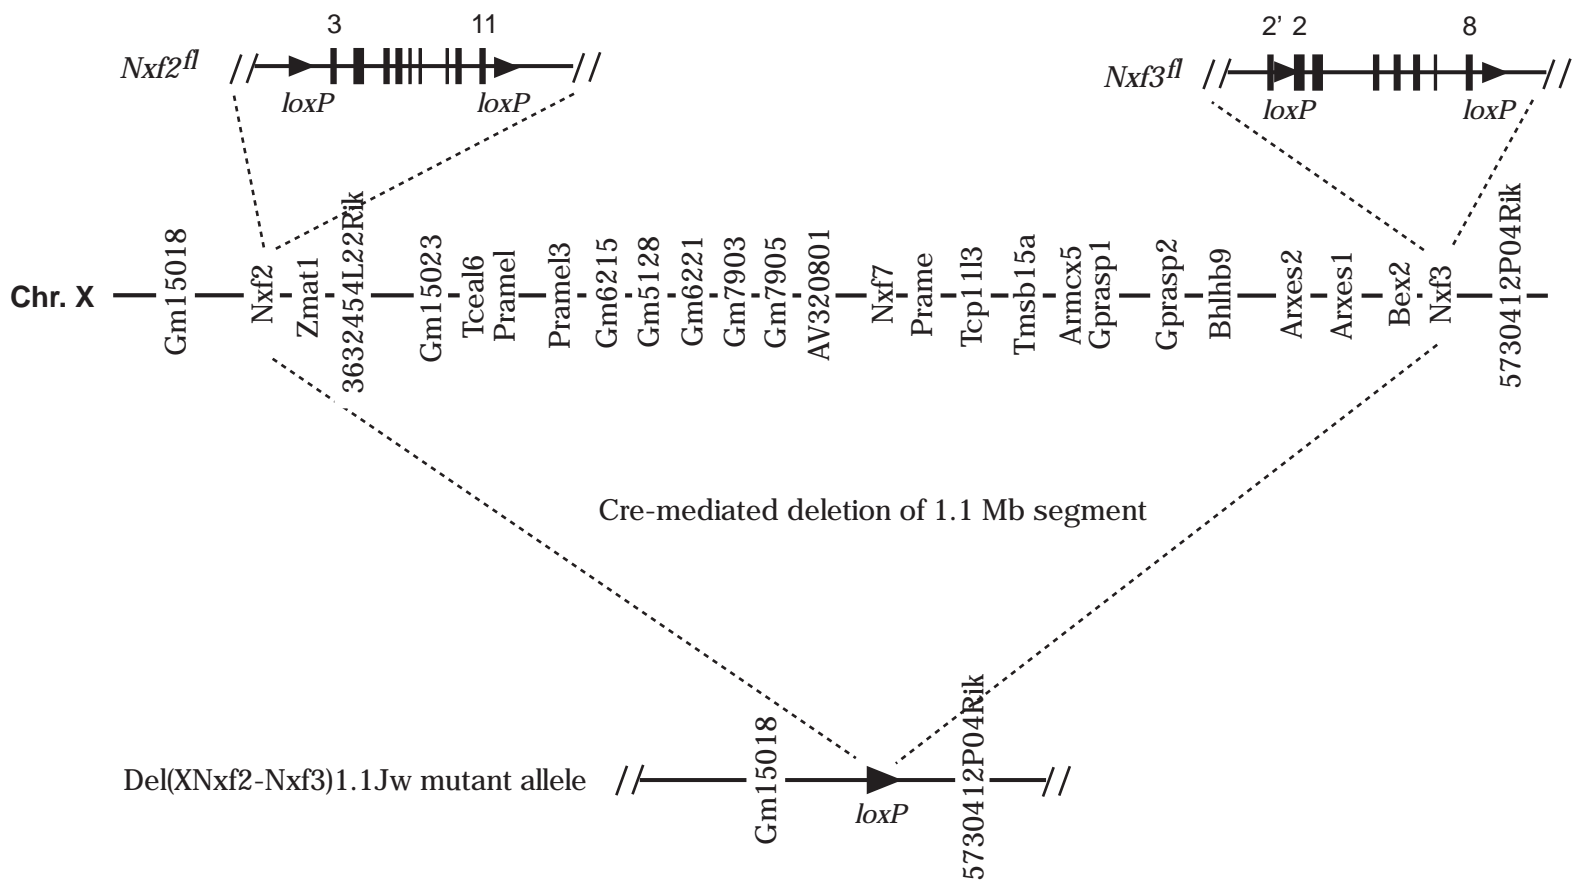 3 11
Nxf2fl // //
loxP loxP
2' 2 8
Nxf3fl // //
loxP loxP
Chr. X
Gm15018
Nxf2
Zmat1
3632454L22Rik
Gm15023
Tceal6
Pramel
Pramel3
Gm6215
Gm5128
Gm6221
Gm7903
Gm7905
AV320801
Nxf7
Prame
Tcp11l3
Tmsb15a
Armcx5
Gprasp1
Gprasp2
Bhlhb9
Arxes2
Arxes1
Bex2
Nxf3
5730412P04Rik
Cre-mediated deletion of 1.1 Mb segment
Del(XNxf2-Nxf3)1.1Jw mutant allele // //
Gm15018
loxP
5730412P04Rik